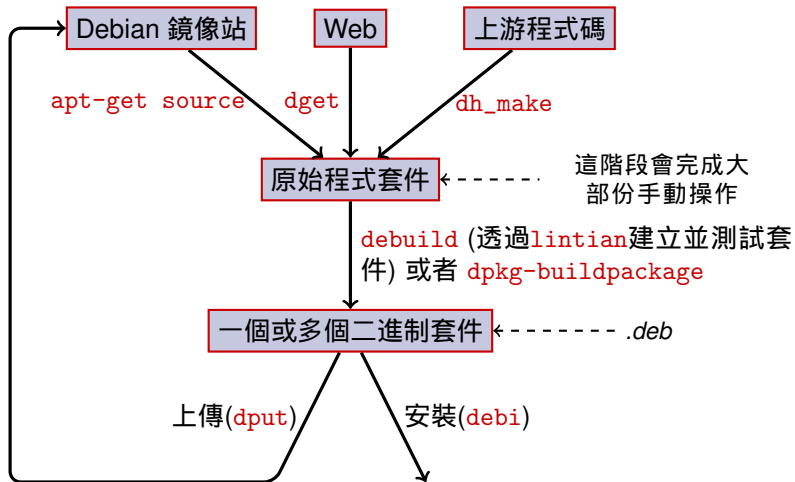 Debian 鏡像站
Web
上游程式碼
apt-get source
dget
dh_make
原始程式套件
這階段會完成大
部份手動操作
debuild (透過lintian建立並測試套
件) 或者 dpkg-buildpackage
一個或多個二進制套件
.deb
上傳(dput)
安裝(debi)